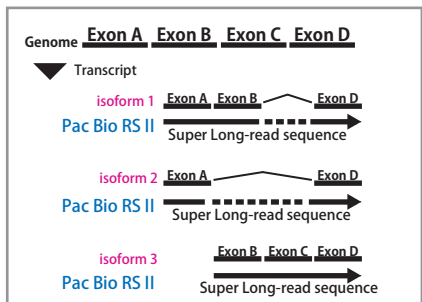 Genome Exon A Exon B Exon C Exon D
Transcript
isoform 1 Exon A Exon B Exon D
Pac Bio RS II
Super Long-read sequence
isoform 2 Exon A Exon D
Pac Bio RS II
Super Long-read sequence
isoform 3 Exon B Exon C Exon D
Pac Bio RS II
Super Long-read sequence